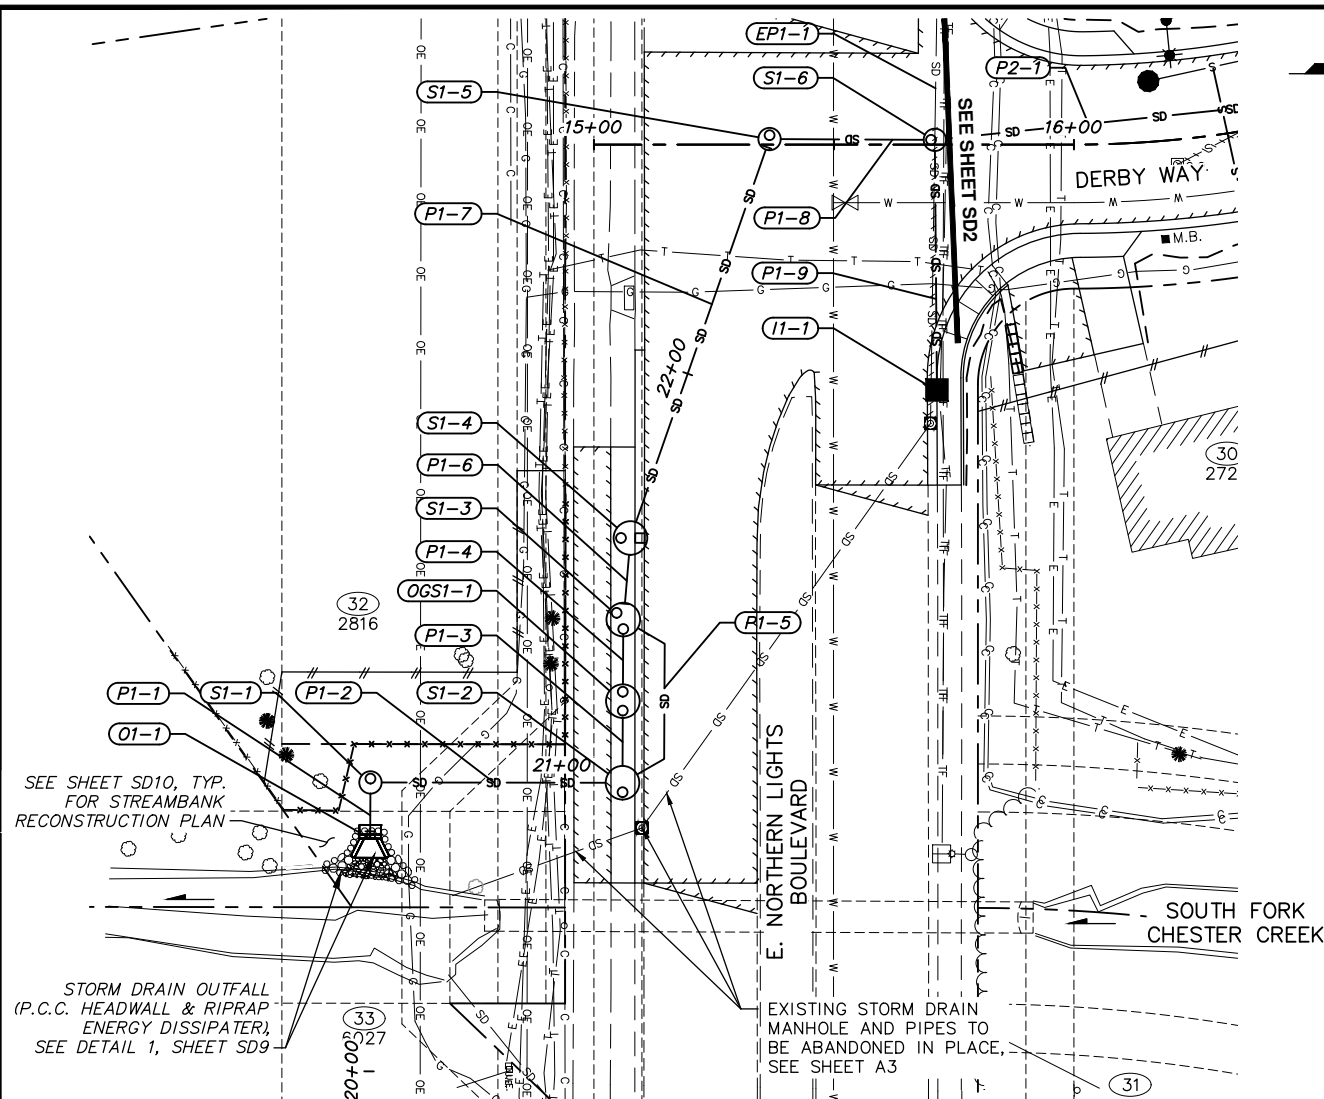 EP1-1
S1-6
P2-1
S1-5
15+00
16+00
SEE SHEET SD2
DERBY WAY
P1-7
P1-8
M.B.
P1-9
I1-1
22+00
S1-4
P1-6
S1-3
P1-4
OGS1-1
P1-3
S1-2
P1-5
30
272
32
2816
P1-1
S1-1
P1-2
O1-1
21+00
SEE SHEET SD10, TYP.
FOR STREAMBANK
RECONSTRUCTION PLAN
E. NORTHERN LIGHTS
BOULEVARD
SOUTH FORK
CHESTER CREEK
STORM DRAIN OUTFALL
(P.C.C. HEADWALL & RIPRAP
ENERGY DISSIPATER),
SEE DETAIL 1, SHEET SD9
33
20+00
EXISTING STORM DRAIN
MANHOLE AND PIPES TO
BE ABANDONED IN PLACE,
SEE SHEET A3
31